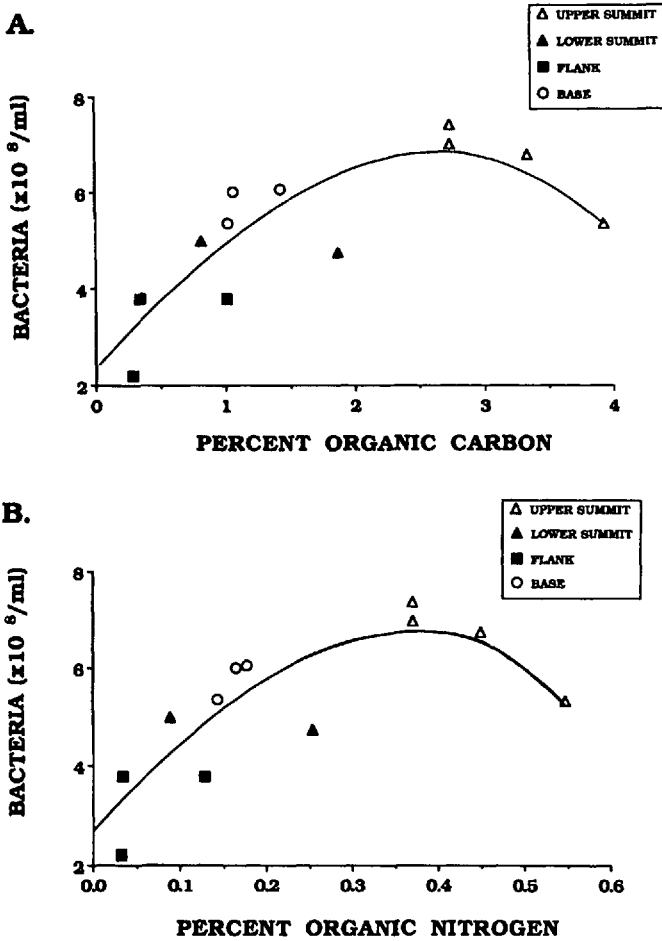 A.
△ UPPER SUMMIT
▲ LOWER SUMMIT
■ FLANK
○ BASE
BACTERIA (x10 8/ml)
8
6
4
2
0 1 2 3 4
PERCENT ORGANIC CARBON
B.
△ UPPER SUMMIT
▲ LOWER SUMMIT
■ FLANK
○ BASE
BACTERIA (x10 8/ml)
8
6
4
2
0.0 0.1 0.2 0.3 0.4 0.5 0.6
PERCENT ORGANIC NITROGEN